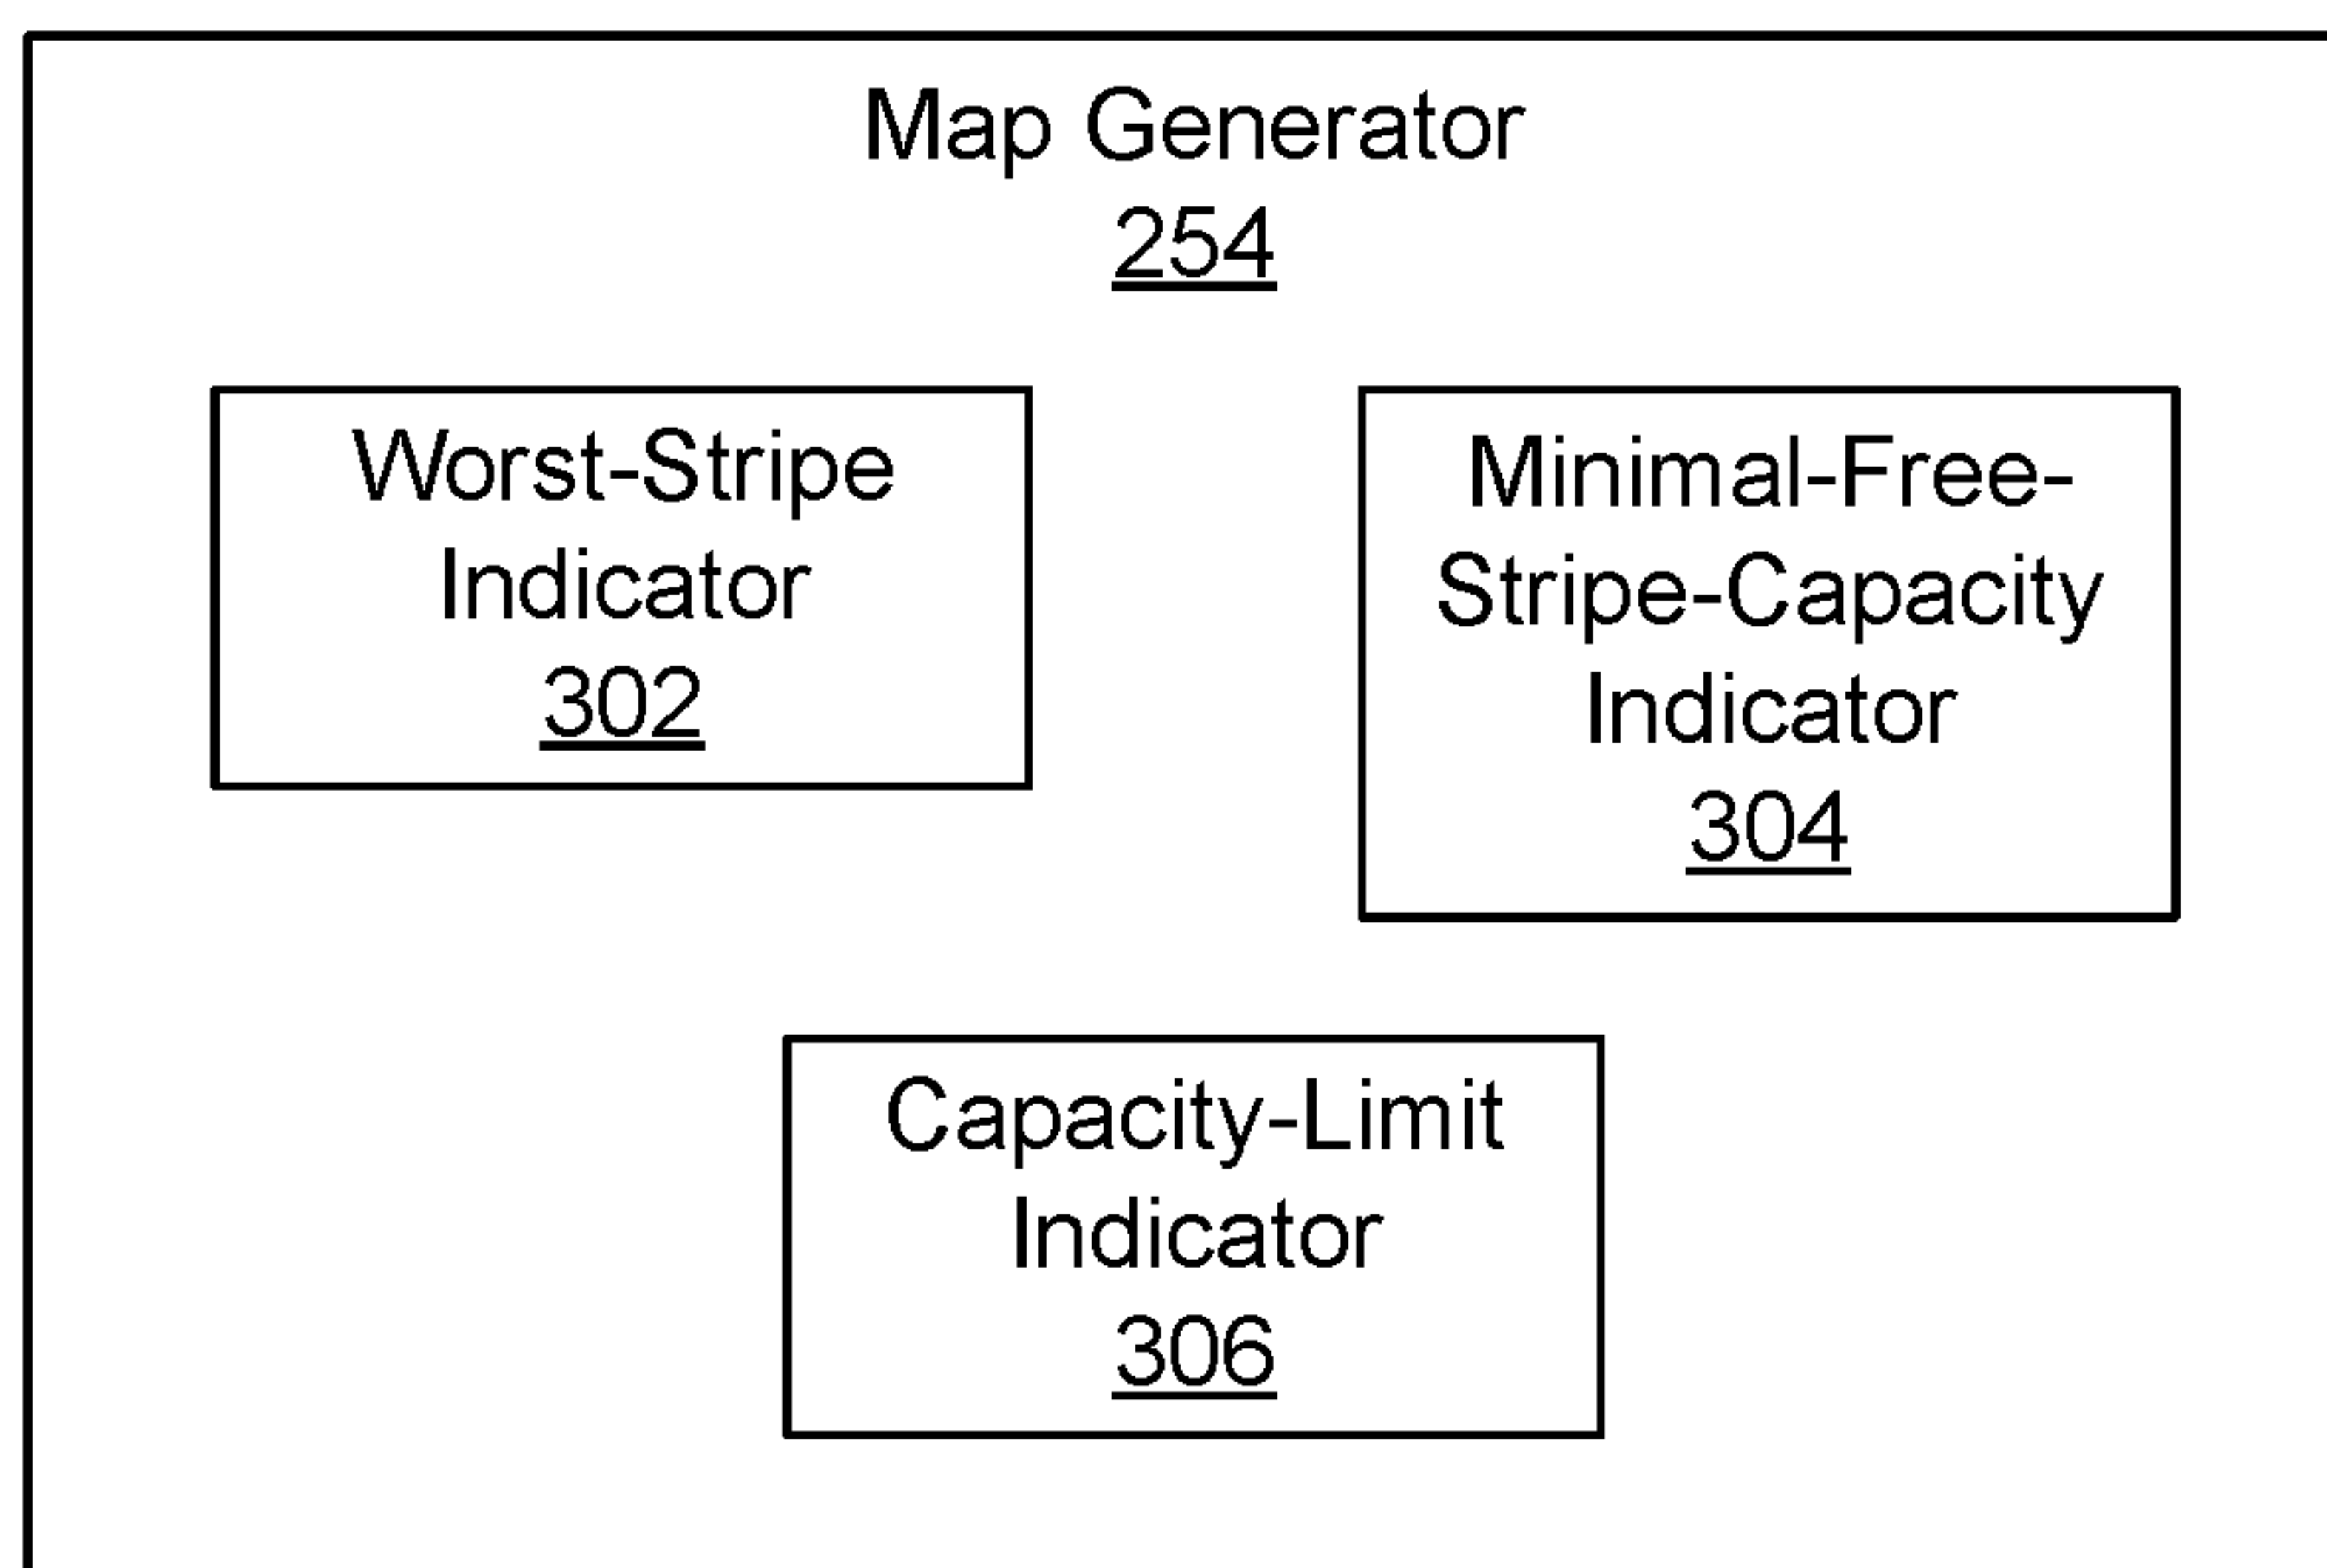 Map Generator
254
Worst-Stripe
Indicator
302
Minimal-Free-
Stripe-Capacity
Indicator
304
Capacity-Limit
Indicator
306